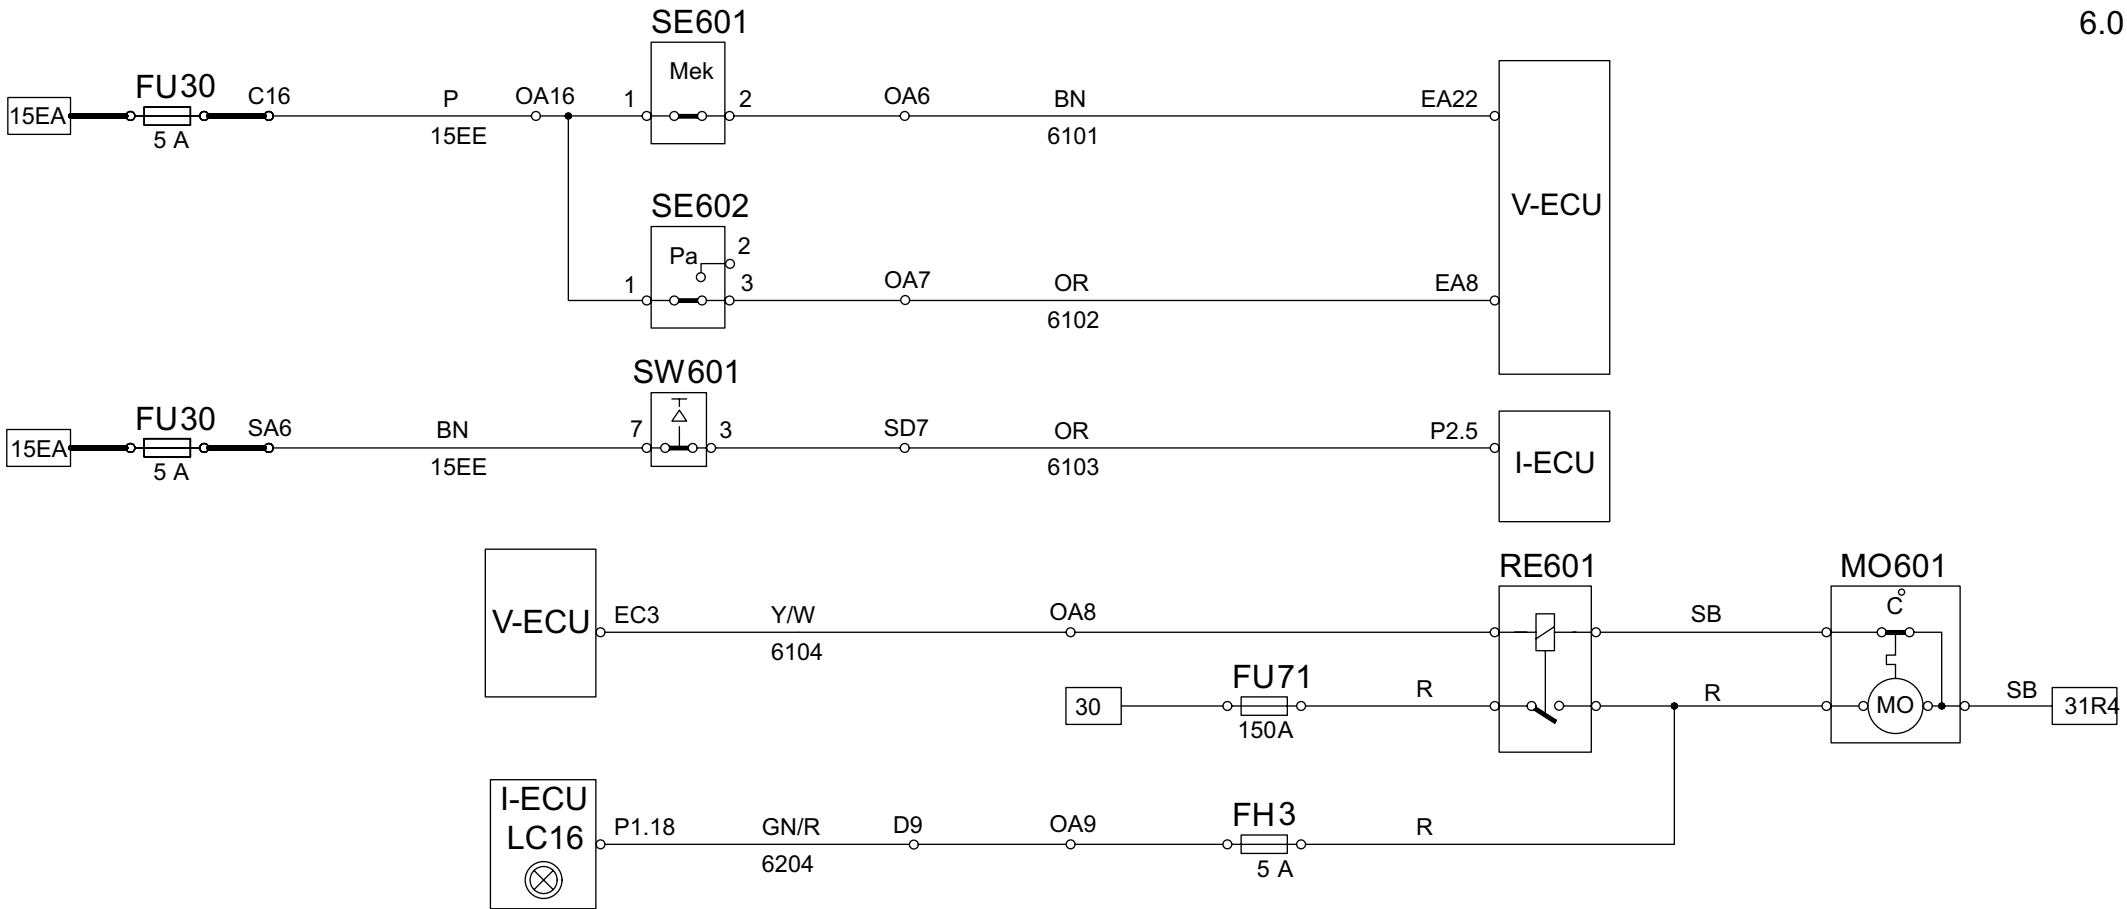 6.0
SE601
Mek
FU30
15EA
C16
P
OA16
1
2
OA6
BN
EA22
5 A
15EE
6101
V-ECU
SE602
Pa
2
1
3
OA7
OR
EA8
6102
SW601
FU30
15EA
SA6
BN
7
3
SD7
OR
P2.5
5 A
15EE
6103
I-ECU
V-ECU
EC3
Y/W
OA8
6104
RE601
SB
MO601
C°
30
FU71
150A
R
R
MO
SB
31R4
I-ECU
LC16
P1.18
GN/R
D9
OA9
FH3
R
6204
5 A